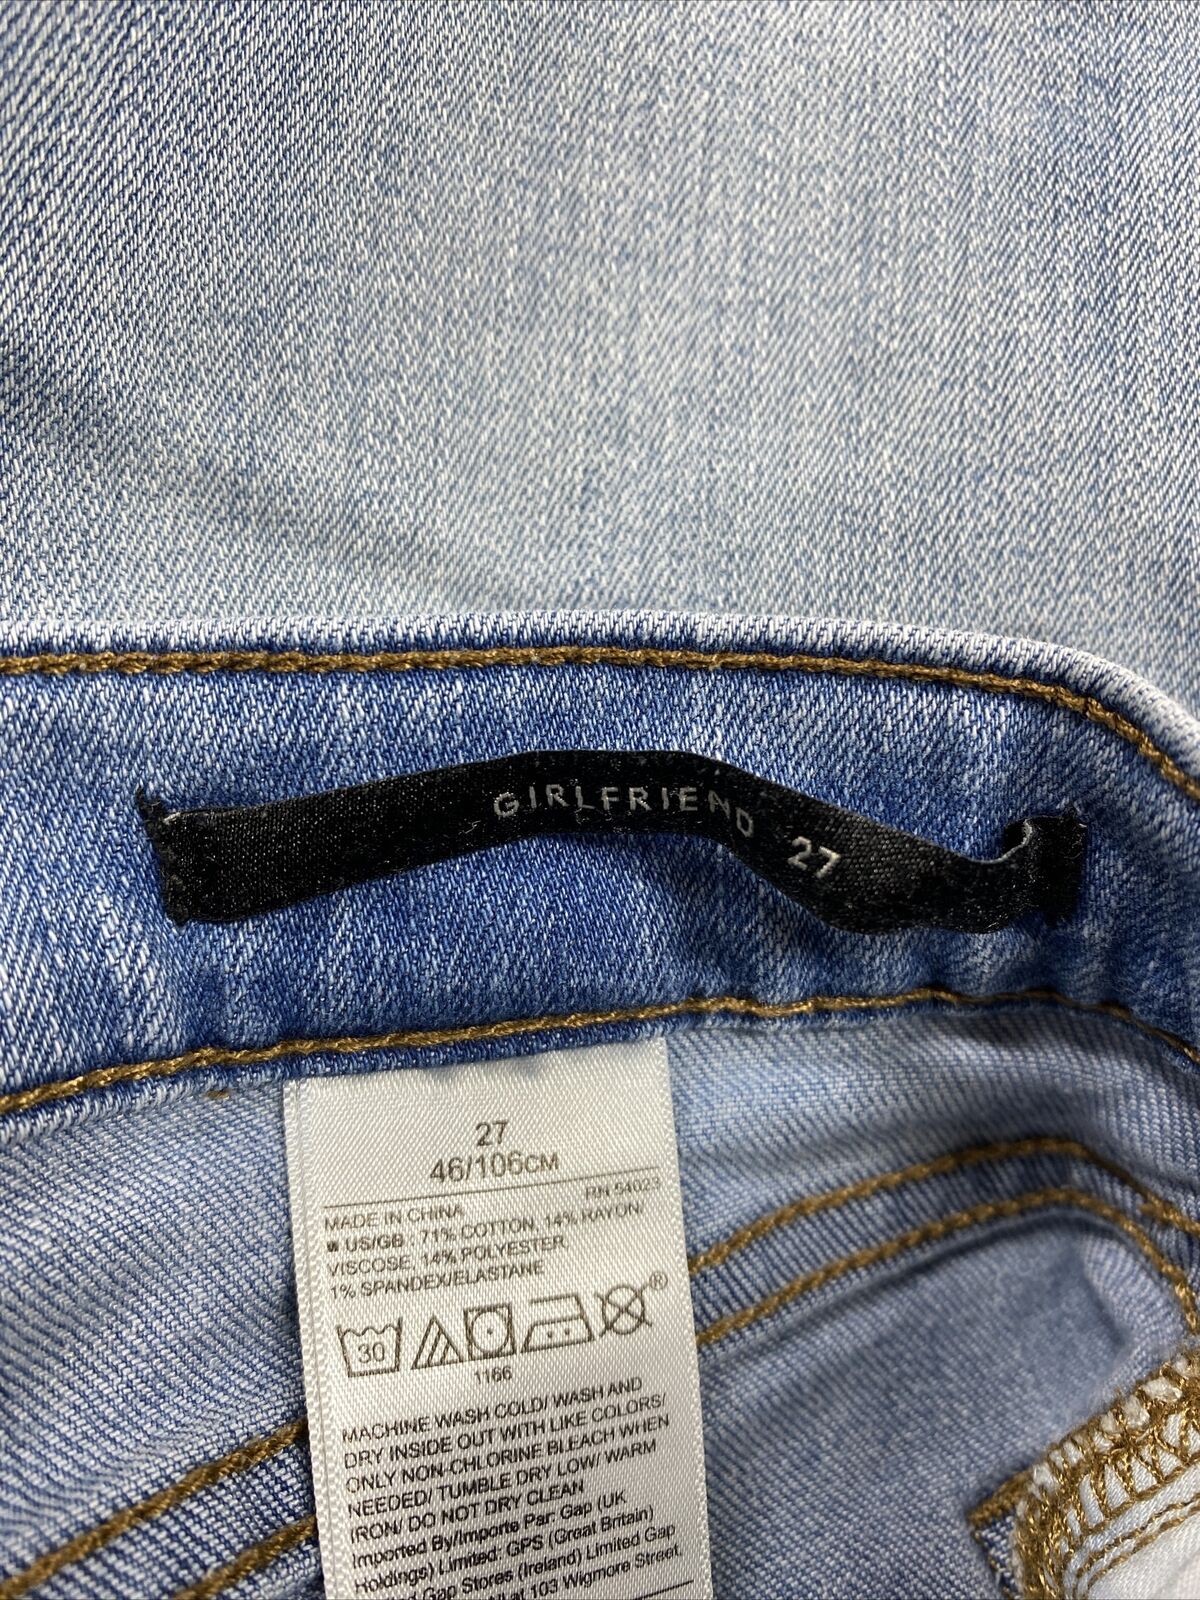 GIRLFRIEND 27
27
46/106CM
RN 54023
MADE IN CHINA
US/GB : 71% COTTON, 14% RAYON/
VISCOSE, 14% POLYESTER,
1% SPANDEX/ELASTANE
30
®
1166
MACHINE WASH COLD/ WASH AND
DRY INSIDE OUT WITH LIKE COLORS/
ONLY NON-CHLORINE BLEACH WHEN
NEEDED/ TUMBLE DRY LOW/ WARM
IRON/ DO NOT DRY CLEAN
Imported By/Importe Par: Gap (UK
Holdings) Limited: GPS (Great Britain)
Gap Stores (Ireland) Limited Gap
at 103 Wigmore Street,